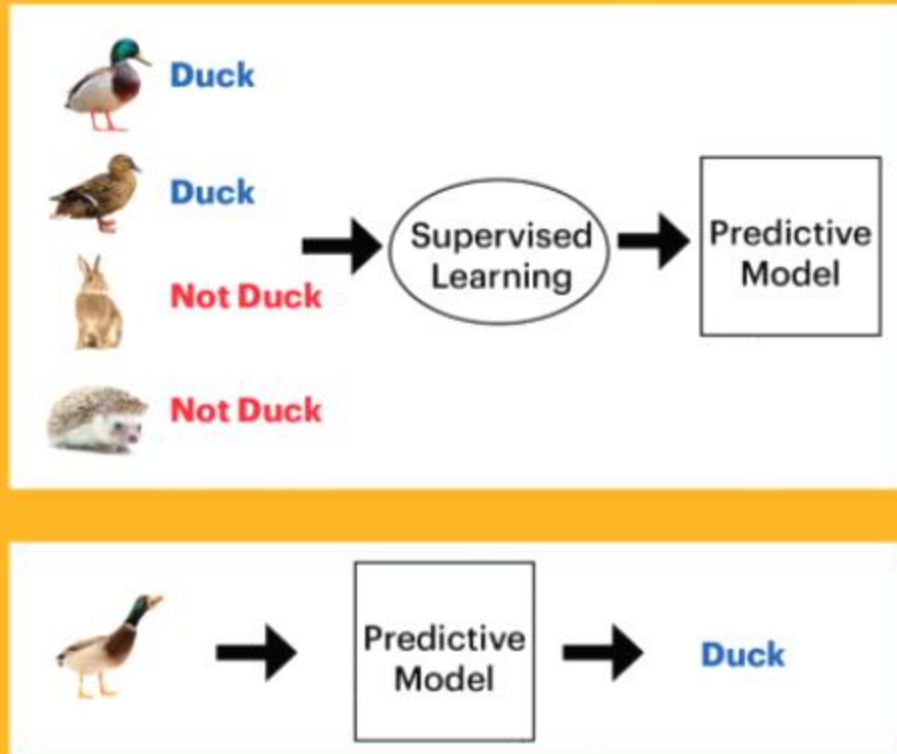 Duck
Duck
Not Duck
Not Duck
Supervised
Learning
Predictive
Model
Predictive
Model
Duck